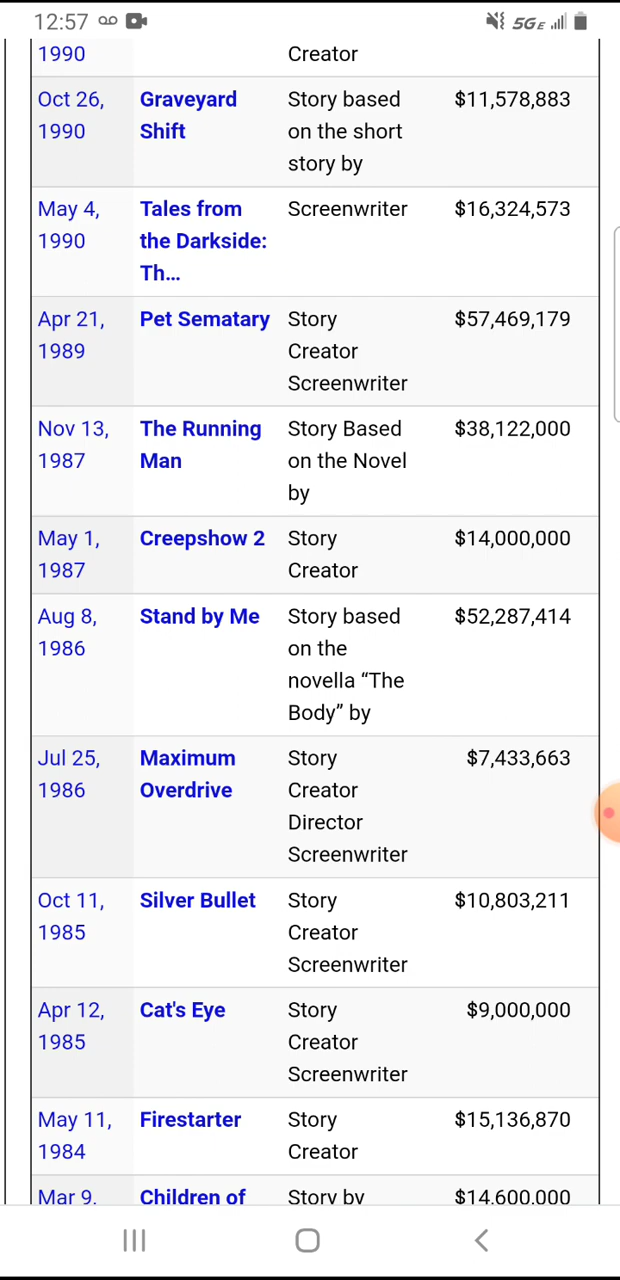 12:57 5GE
1990 Creator
Oct 26, Graveyard Story based $11,578,883
1990 Shift on the short
story by
May 4, Tales from Screenwriter $16,324,573
1990 the Darkside:
Th...
Apr 21, Pet Sematary Story $57,469,179
1989 Creator
Screenwriter
Nov 13, The Running Story Based $38,122,000
1987 Man on the Novel
by
May 1, Creepshow 2 Story $14,000,000
1987 Creator
Aug 8, Stand by Me Story based $52,287,414
1986 on the
novella “The
Body” by
Jul 25, Maximum Story $7,433,663
1986 Overdrive Creator
Director
Screenwriter
Oct 11, Silver Bullet Story $10,803,211
1985 Creator
Screenwriter
Apr 12, Cat's Eye Story $9,000,000
1985 Creator
Screenwriter
May 11, Firestarter Story $15,136,870
1984 Creator
Mar 9, Children of Story by $14,600,000